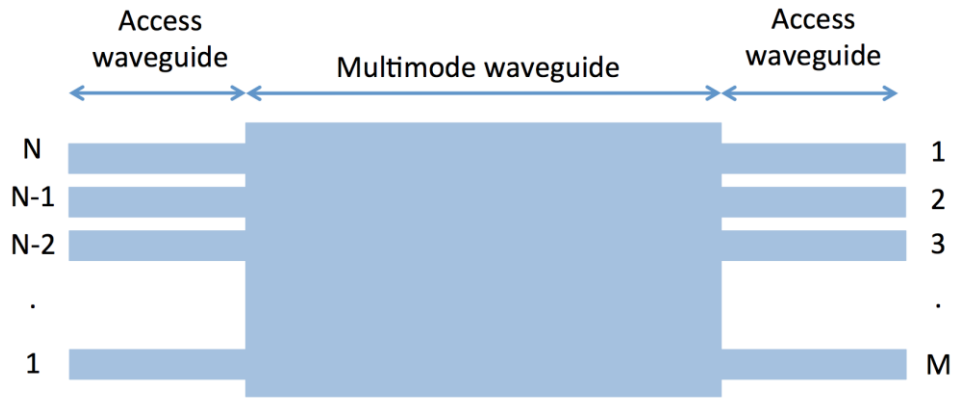 Access
waveguide
Multimode waveguide
Access
waveguide
N
1
N-1
2
N-2
3
.
.
1
M